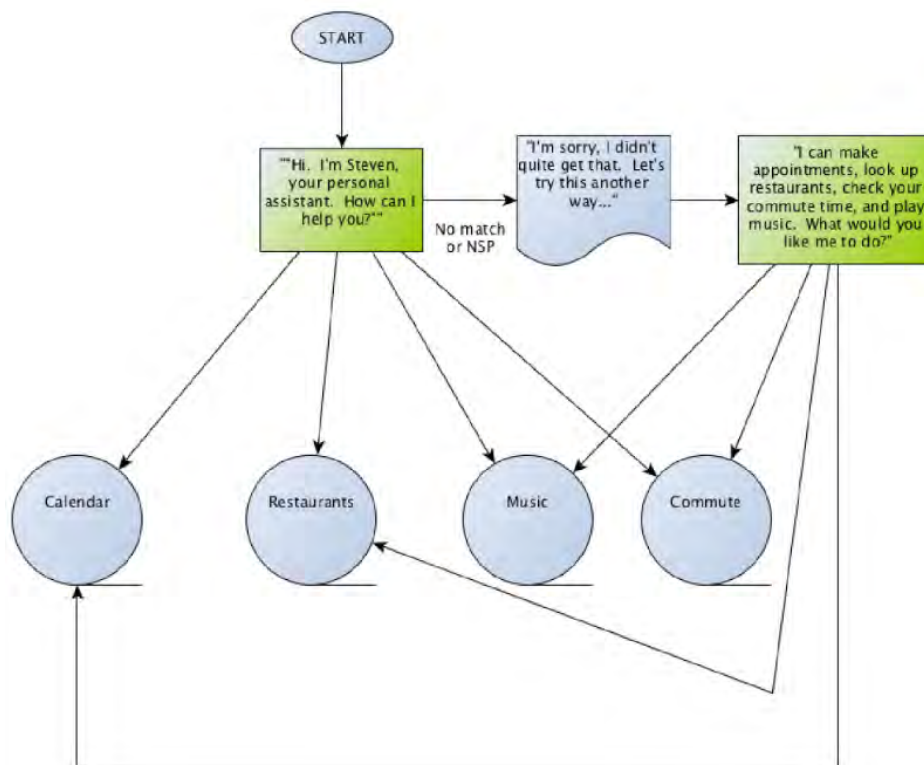 START
""Hi. I'm Steven,
your personal
assistant. How can I
help you?""
No match
or NSP
"I'm sorry, I didn't
quite get that. Let's
try this another
way..."
"I can make
appointments, look up
restaurants, check your
commute time, and play
music. What would you
like me to do?"
Calendar
Restaurants
Music
Commute